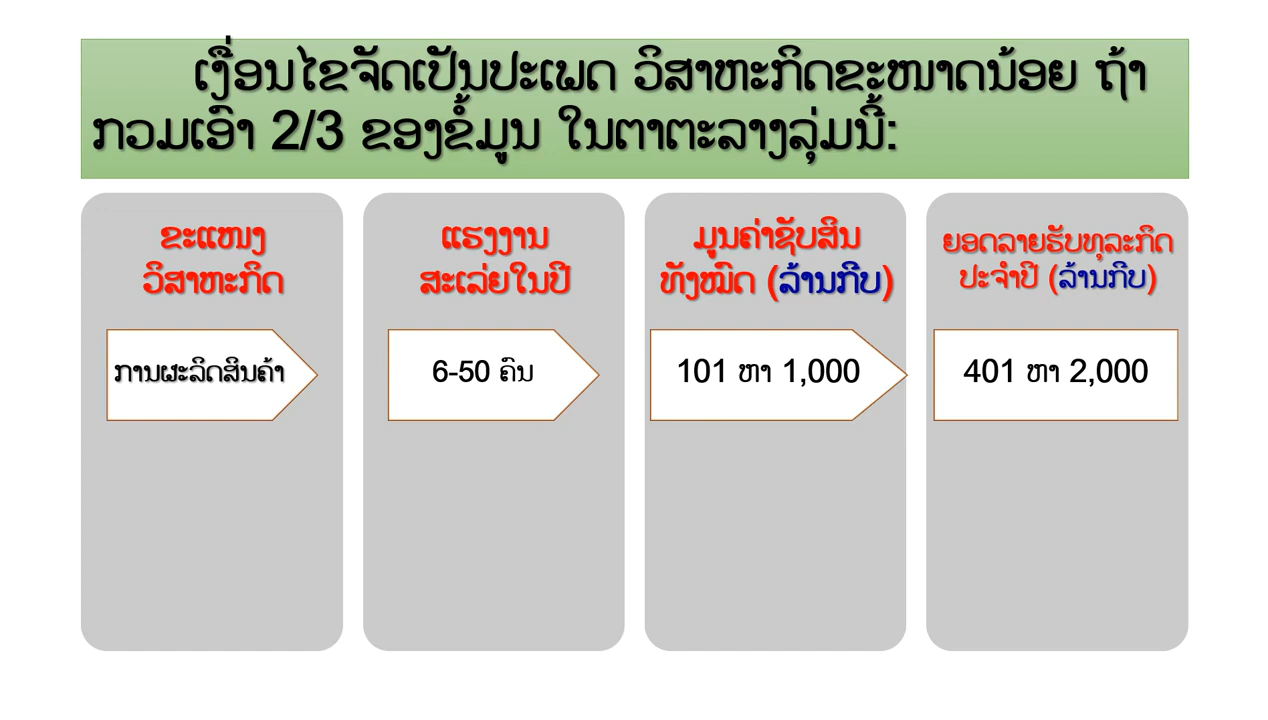 ເງື່ອນໄຂຈັດເປັນປະເພດ ວິສາຫະກິດຂະໜາດນ້ອຍ ຖ້າ
ກວມເອົາ 2/3 ຂອງຂໍ້ມູນ ໃນຕາຕະລາງລຸ່ມນີ້:
ຂະແໜງ
ວິສາຫະກິດ
ການຜະລິດສິນຄ້າ
ແຮງງານ
ສະເລ່ຍໃນປີ
6-50 ຄົນ
ມູນຄ່າຊັບສິນ
ທັງໝົດ (ລ້ານກີບ)
101 ຫາ 1,000
ຍອດລາຍຮັບທຸລະກິດ
ປະຈຳປີ (ລ້ານກີບ)
401 ຫາ 2,000